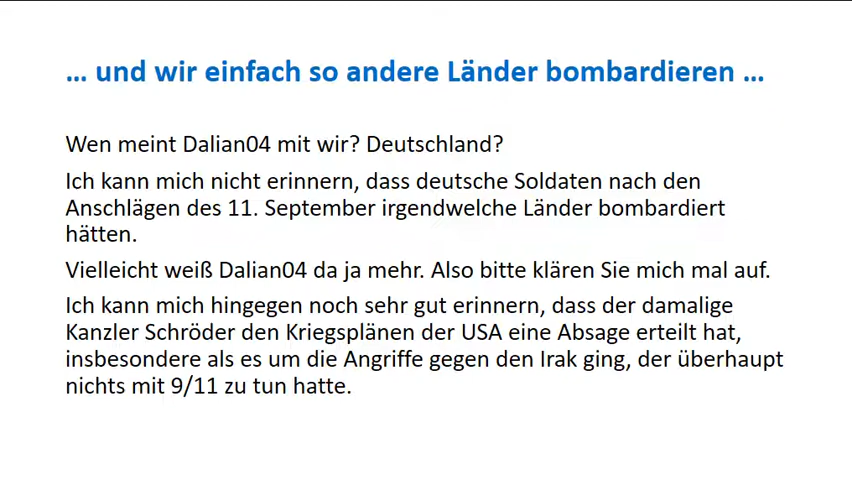 … und wir einfach so andere Länder bombardieren …
Wen meint Dalian04 mit wir? Deutschland?
Ich kann mich nicht erinnern, dass deutsche Soldaten nach den
Anschlägen des 11. September irgendwelche Länder bombardiert
hätten.
Vielleicht weiß Dalian04 da ja mehr. Also bitte klären Sie mich mal auf.
Ich kann mich hingegen noch sehr gut erinnern, dass der damalige
Kanzler Schröder den Kriegsplänen der USA eine Absage erteilt hat,
insbesondere als es um die Angriffe gegen den Irak ging, der überhaupt
nichts mit 9/11 zu tun hatte.